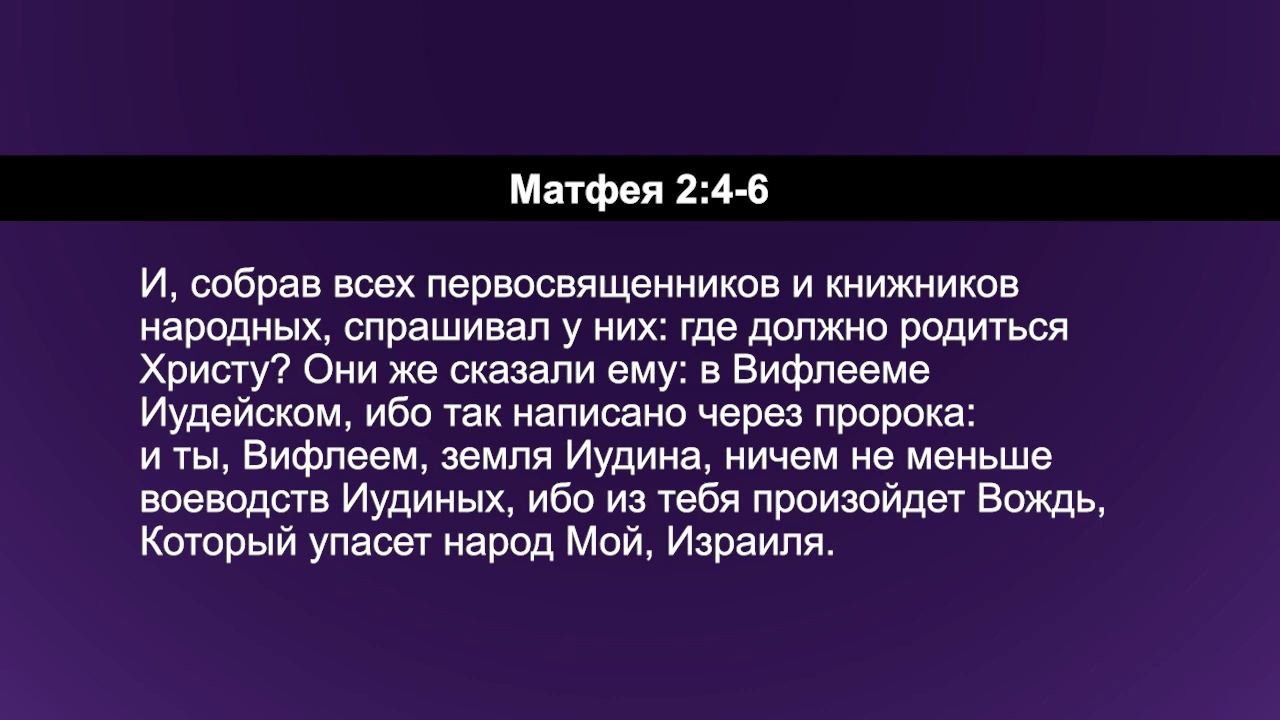 Матфея 2:4-6
И, собрав всех первосвященников и книжников
народных, спрашивал у них: где должно родиться
Христу? Они же сказали ему: в Вифлееме
Иудейском, ибо так написано через пророка:
и ты, Вифлеем, земля Иудина, ничем не меньше
воеводств Иудиных, ибо из тебя произойдет Вождь,
Который упасет народ Мой, Израиля.